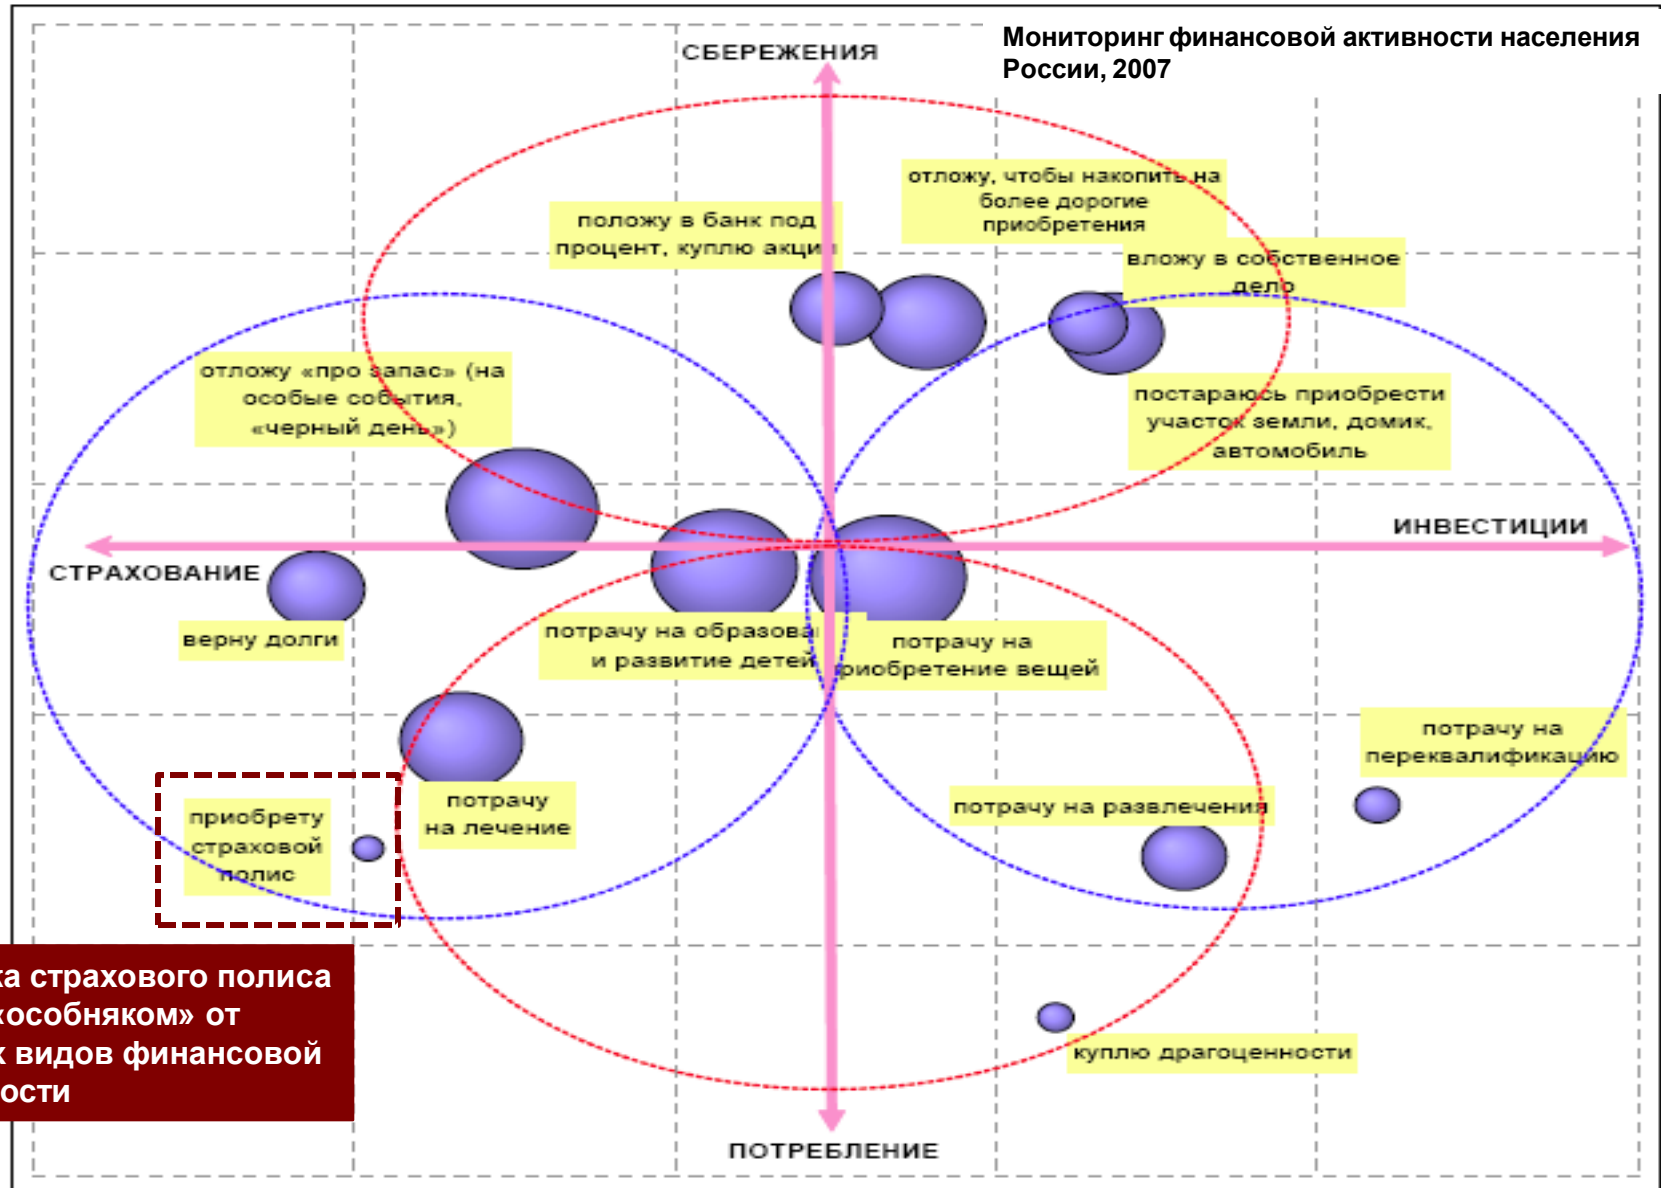 Мониторинг финансовой активности населения
России, 2007
СБЕРЕЖЕНИЯ
отложу, чтобы накопить на
более дорогие
приобретения
положу в банк под
процент, куплю акции
вложу в собственное
дело
отложу «про запас» (на
особые события,
«черный день»)
постараюсь приобрести
участок земли, домик,
автомобиль
ИНВЕСТИЦИИ
СТРАХОВАНИЕ
верну долги
потрачу на образова
и развитие детей
потрачу на
риобретение вещей
потрачу на
переквалификацию
потрачу
на лечение
потрачу на развлечения
приобрету
страховой
полис
ка страхового полиса
«особняком» от
х видов финансовой
ости
куплю драгоценности
ПОТРЕБЛЕНИЕ